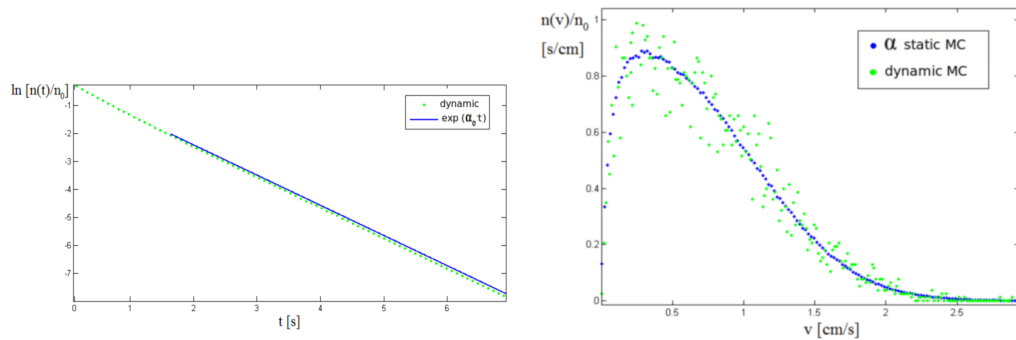 ln [n(t)/n₀]
-1
-2
-3
-4
-5
-6
-7
0
1
2
3
4
5
6
t [s]
dynamic
exp (α₀ t)
n(v)/n₀
[s/cm]
1
0.8
0.6
0.4
0.2
0
0.5
1
1.5
2
2.5
v [cm/s]
α static MC
dynamic MC